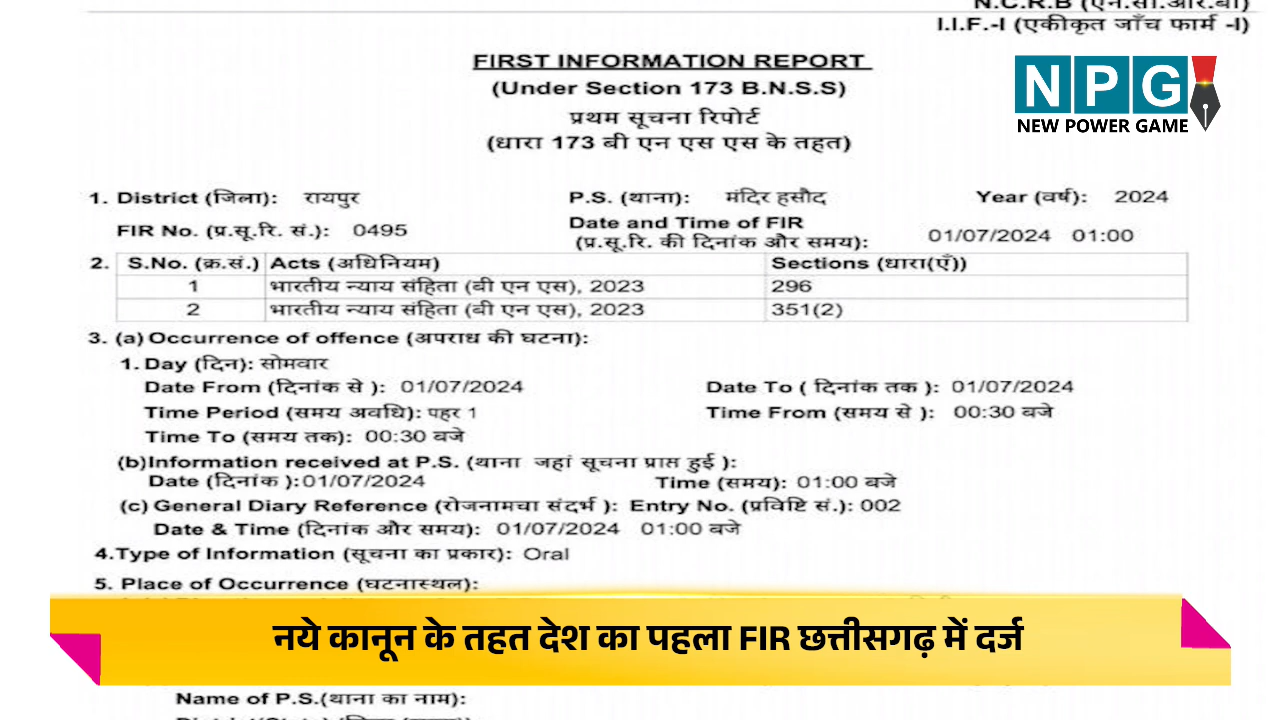 N.C.R.B (एन.सी.आर.बी)
I.I.F.-I (एकीकृत जाँच फार्म -I)
FIRST INFORMATION REPORT
(Under Section 173 B.N.S.S)
प्रथम सूचना रिपोर्ट
(धारा 173 बी एन एस एस के तहत)
NPG
NEW POWER GAME
1. District (जिला): रायपुर P.S. (थाना): मंदिर हसौद Year (वर्ष): 2024
FIR No. (प्र.सू.रि. सं.): 0495 Date and Time of FIR
(प्र.सू.रि. की दिनांक और समय): 01/07/2024 01:00
2. S.No. (क्र.सं.) Acts (अधिनियम) Sections (धारा(एँ))
1 भारतीय न्याय संहिता (बी एन एस), 2023 296
2 भारतीय न्याय संहिता (बी एन एस), 2023 351(2)
3. (a) Occurrence of offence (अपराध की घटना):
1. Day (दिन): सोमवार
Date From (दिनांक से ): 01/07/2024 Date To ( दिनांक तक ): 01/07/2024
Time Period (समय अवधि): पहर 1 Time From (समय से ): 00:30 बजे
Time To (समय तक): 00:30 बजे
(b)Information received at P.S. (थाना जहां सूचना प्राप्त हुई ):
Date (दिनांक ):01/07/2024 Time (समय): 01:00 बजे
(c) General Diary Reference (रोजनामचा संदर्भ ): Entry No. (प्रविष्टि सं.): 002
Date & Time (दिनांक और समय): 01/07/2024 01:00 बजे
4.Type of Information (सूचना का प्रकार): Oral
5. Place of Occurrence (घटनास्थल):
नये कानून के तहत देश का पहला FIR छत्तीसगढ़ में दर्ज
Name of P.S.(थाना का नाम):